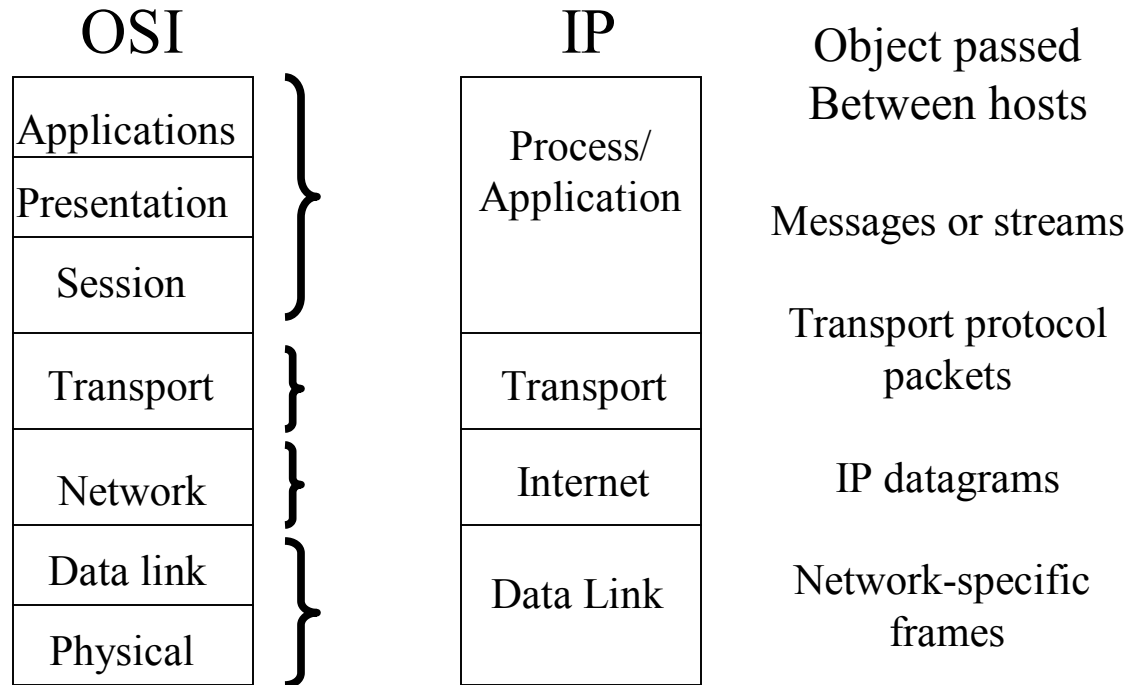 OSI
Applications
Presentation
Session
Transport
Network
Data link
Physical
IP
Process/
Application
Transport
Internet
Data Link
Object passed
Between hosts
Messages or streams
Transport protocol
packets
IP datagrams
Network-specific
frames